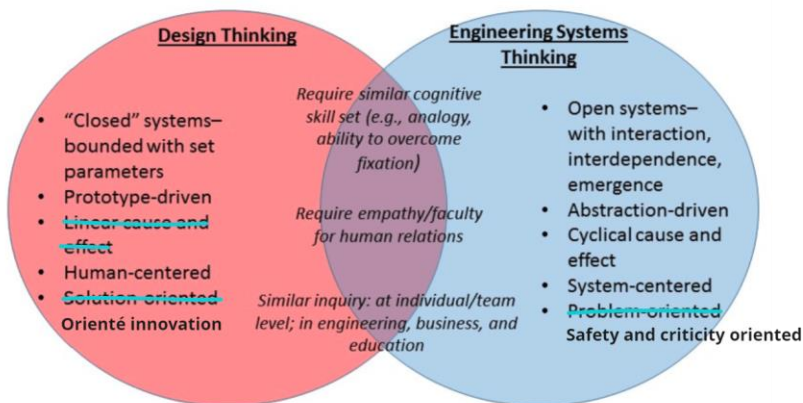 Design Thinking
• "Closed" systems–
bounded with set
parameters
• Prototype-driven
• Linear cause and
effect
• Human-centered
• Solution-oriented
Orienté innovation
Require similar cognitive
skill set (e.g., analogy,
ability to overcome
fixation)
Require empathy/faculty
for human relations
Similar inquiry: at individual/team
level; in engineering, business, and
education
Engineering Systems
Thinking
• Open systems–
with interaction,
interdependence,
emergence
• Abstraction-driven
• Cyclical cause and
effect
• System-centered
• Problem-oriented
Safety and criticity oriented